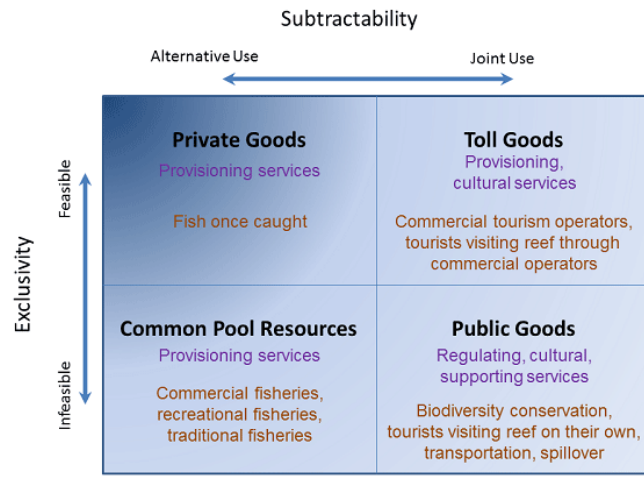 Subtractability
Alternative Use
Joint Use
Exclusivity
Feasible
Infeasible
Private Goods
Provisioning services
Fish once caught
Toll Goods
Provisioning,
cultural services
Commercial tourism operators,
tourists visiting reef through
commercial operators
Common Pool Resources
Provisioning services
Commercial fisheries,
recreational fisheries,
traditional fisheries
Public Goods
Regulating, cultural,
supporting services
Biodiversity conservation,
tourists visiting reef on their own,
transportation, spillover